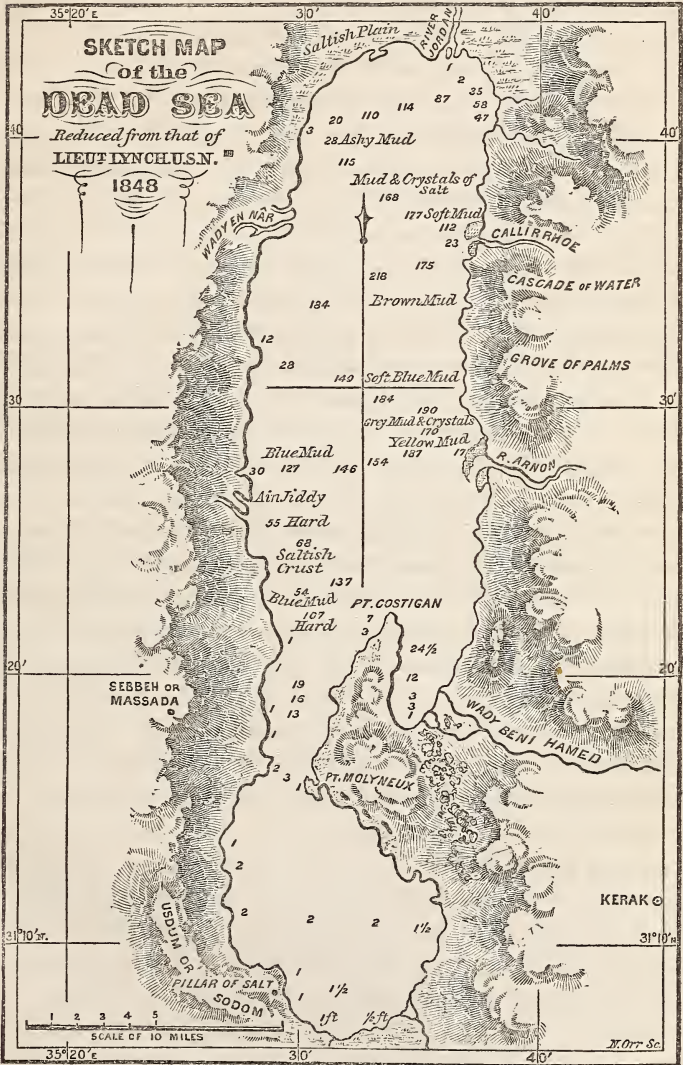 35°20' E
30'
40'
SKETCH MAP
of the
DEAD SEA
Reduced from that of
LIEUT. LYNCH.U.S.N.
1848
Saltish Plain
RIVER
JORDAN
1
2
35
58
47
87
114
110
20
3
28 Ashy Mud
115
40'
40'
Mud & Crystals of
Salt
168
177 Soft Mud
112
23
CALLIRRHOE
WADY EN NÂR
175
218
CASCADE OF WATER
Brown Mud
184
12
28
GROVE OF PALMS
149 Soft Blue Mud
184
190
30'
30'
Grey Mud & Crystals
170
Yellow Mud
187
17
R. ARNON
Blue Mud
30
127
146
154
Ain Jiddy
55 Hard
68
Saltish
Crust
137
54
Blue Mud
107
Hard
PT. COSTIGAN
7
3
24½
12
3
3
1
1
1
20'
20'
SEBBEH OR
MASSADA
19
16
13
1
1
WADY BENI HAMED
2
3
1
PT. MOLYNEUX
1
2
2
2
2
1½
KERAK
31°10' N.
31°10' N
USDUM OR
SODOM
PILLAR OF SALT
1
1
1½
1ft
½ ft
1 2 3 4 5
SCALE OF 10 MILES
N. Orr Sc.
35°20' E
30'
40'